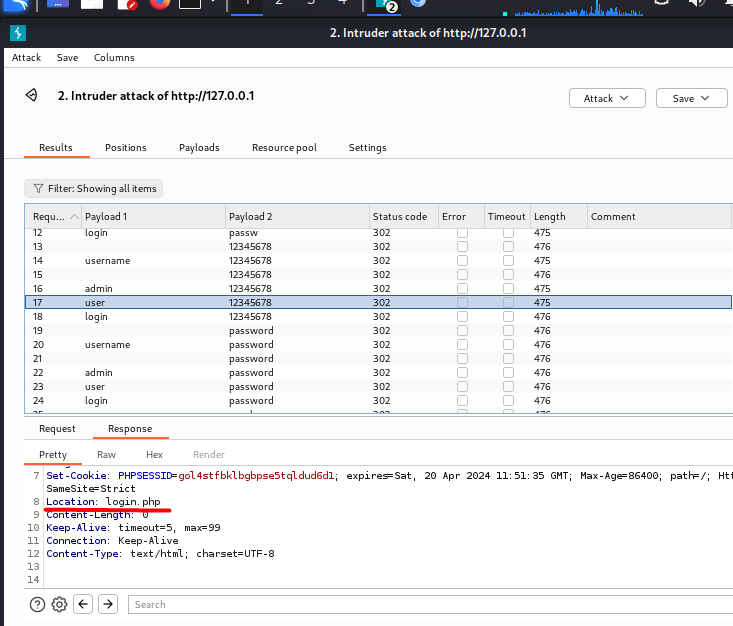 1 2 3 4 2
2. Intruder attack of http://127.0.0.1
Attack Save Columns
2. Intruder attack of http://127.0.0.1 Attack Save
Results Positions Payloads Resource pool Settings
Filter: Showing all items
Requ... Payload 1 Payload 2 Status code Error Timeout Length Comment
12 login passw 302 475
13 12345678 302 476
14 username 12345678 302 475
15 12345678 302 476
16 admin 12345678 302 475
17 user 12345678 302 475
18 login 12345678 302 476
19 password 302 476
20 username password 302 476
21 password 302 476
22 admin password 302 476
23 user password 302 476
24 login password 302 476
Request Response
Pretty Raw Hex Render
7 Set-Cookie: PHPSESSID=gol4stfbklbgbpse5tqldud6d1; expires=Sat, 20 Apr 2024 11:51:35 GMT; Max-Age=86400; path=/; Htt
SameSite=Strict
8 Location: login.php
9 Content-Length: 0
10 Keep-Alive: timeout=5, max=99
11 Connection: Keep-Alive
12 Content-Type: text/html; charset=UTF-8
13
14
Search